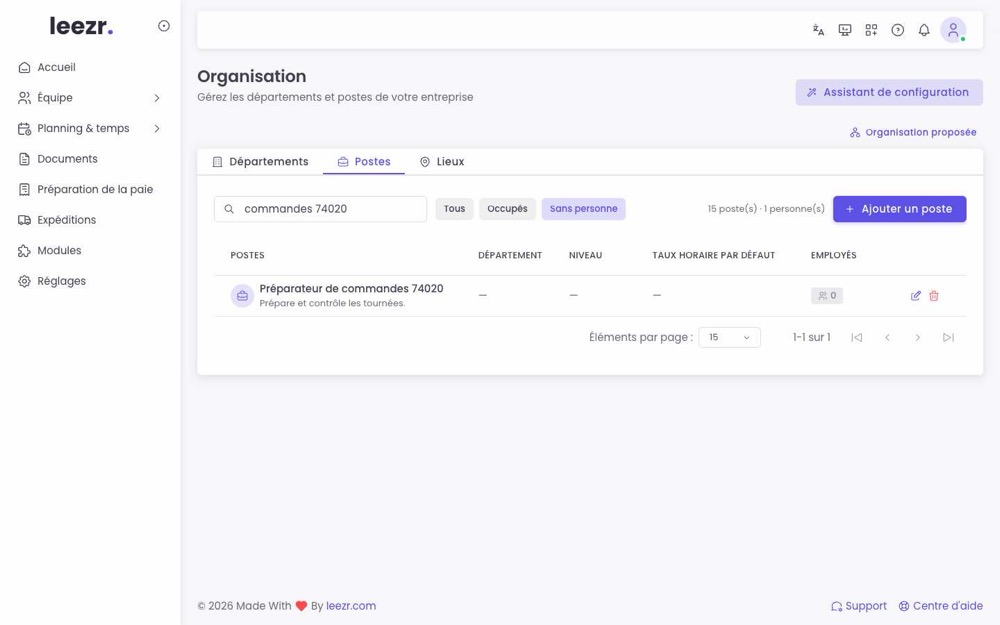 leezr.
Accueil
Équipe
Planning & temps
Documents
Préparation de la paie
Expéditions
Modules
Réglages
Organisation
Gérez les départements et postes de votre entreprise
Assistant de configuration
Organisation proposée
Départements
Postes
Lieux
commandes 74020
Tous
Occupés
Sans personne
15 poste(s) · 1 personne(s)
Ajouter un poste
POSTES DÉPARTEMENT NIVEAU TAUX HORAIRE PAR DÉFAUT EMPLOYÉS
Préparateur de commandes 74020
Prépare et contrôle les tournées.
— — — 0
Éléments par page : 15 1-1 sur 1
© 2026 Made With ❤ By leezr.com
Support
Centre d'aide